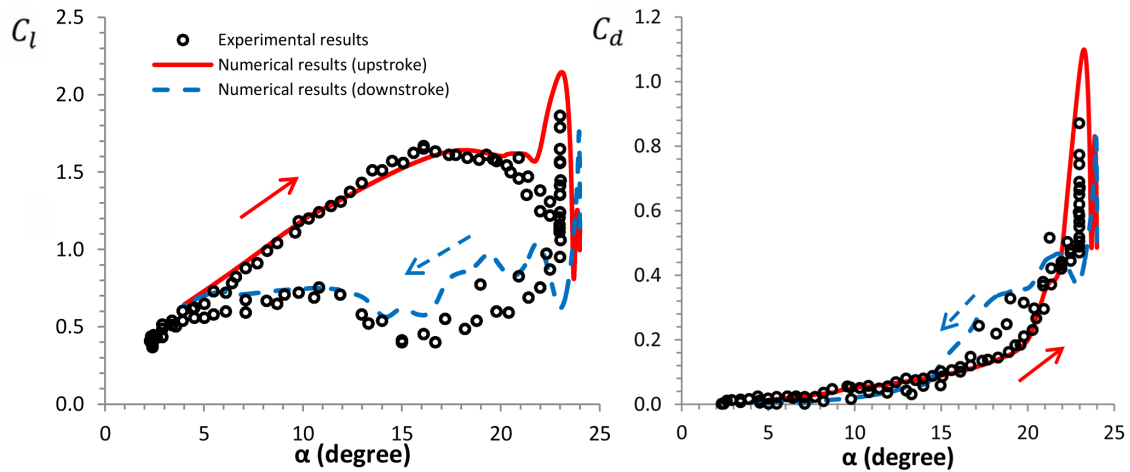 C_l
2.5
2.0
1.5
1.0
0.5
0.0
0 5 10 15 20 25
α (degree)
Experimental results
Numerical results (upstroke)
Numerical results (downstroke)
C_d
1.2
1.0
0.8
0.6
0.4
0.2
0.0
0 5 10 15 20 25
α (degree)